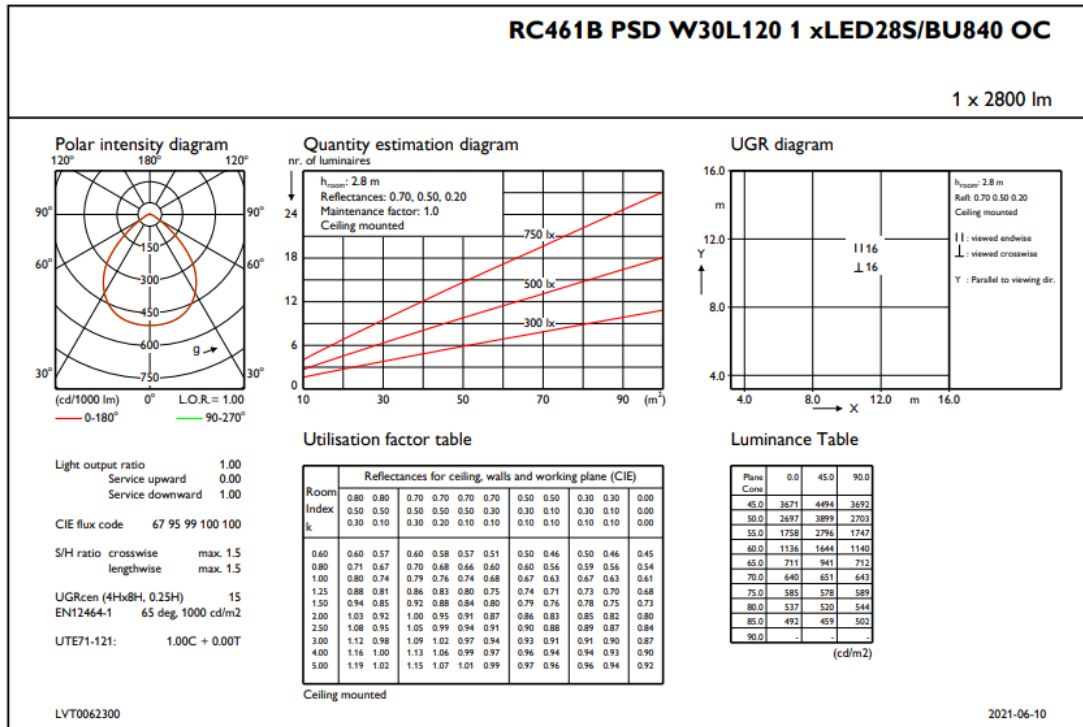 RC461B PSD W30L120 1 xLED28S/BU840 OC
1 x 2800 lm
Polar intensity diagram
120° 180° 120°
90° 90°
60° 60°
30° 30°
150
300
450
600
750
g
(cd/1000 lm) 0° L.O.R.= 1.00
0-180° 90-270°
Quantity estimation diagram
nr. of luminaires
hroom: 2.8 m
Reflectances: 0.70, 0.50, 0.20
Maintenance factor: 1.0
Ceiling mounted
24
18
12
6
0
750 lx
500 lx
300 lx
10 30 50 70 90 (m²)
UGR diagram
16.0
m
12.0
Y
8.0
4.0
4.0 8.0 12.0 m 16.0
X
II 16
⊥ 16
hroom: 2.8 m
Refl: 0.70 0.50 0.20
Ceiling mounted
II : viewed endwise
⊥ : viewed crosswise
Y : Parallel to viewing dir.
Light output ratio 1.00
Service upward 0.00
Service downward 1.00
CIE flux code 67 95 99 100 100
S/H ratio crosswise max. 1.5
lengthwise max. 1.5
UGRcen (4Hx8H, 0.25H) 15
EN12464-1 65 deg, 1000 cd/m2
UTE71-121: 1.00C + 0.00T
Utilisation factor table
Room Index k
Reflectances for ceiling, walls and working plane (CIE)
0.80 0.80 0.70 0.70 0.70 0.70 0.50 0.50 0.30 0.30 0.00
0.50 0.50 0.50 0.50 0.50 0.30 0.30 0.10 0.30 0.10 0.00
0.30 0.10 0.30 0.20 0.10 0.10 0.10 0.10 0.10 0.10 0.00
0.60 0.60 0.57 0.60 0.58 0.57 0.51 0.50 0.46 0.50 0.46 0.45
0.80 0.71 0.67 0.70 0.68 0.66 0.60 0.60 0.56 0.59 0.56 0.54
1.00 0.80 0.74 0.79 0.76 0.74 0.68 0.67 0.63 0.67 0.63 0.61
1.25 0.88 0.81 0.86 0.83 0.80 0.75 0.74 0.71 0.73 0.70 0.68
1.50 0.94 0.85 0.92 0.88 0.84 0.80 0.79 0.76 0.78 0.75 0.73
2.00 1.03 0.92 1.00 0.95 0.91 0.87 0.86 0.83 0.85 0.82 0.80
2.50 1.08 0.95 1.05 0.99 0.94 0.91 0.90 0.88 0.89 0.87 0.84
3.00 1.12 0.98 1.09 1.02 0.97 0.94 0.93 0.91 0.91 0.90 0.87
4.00 1.16 1.00 1.13 1.06 0.99 0.97 0.96 0.94 0.94 0.93 0.90
5.00 1.19 1.02 1.15 1.07 1.01 0.99 0.97 0.96 0.96 0.94 0.92
Ceiling mounted
Luminance Table
Plane 0.0 45.0 90.0
Cone
45.0 3671 4494 3692
50.0 2697 3899 2703
55.0 1758 2796 1747
60.0 1136 1644 1140
65.0 711 941 712
70.0 640 651 643
75.0 585 578 589
80.0 537 520 544
85.0 492 459 502
90.0 - - -
(cd/m2)
LVT0062300
2021-06-10